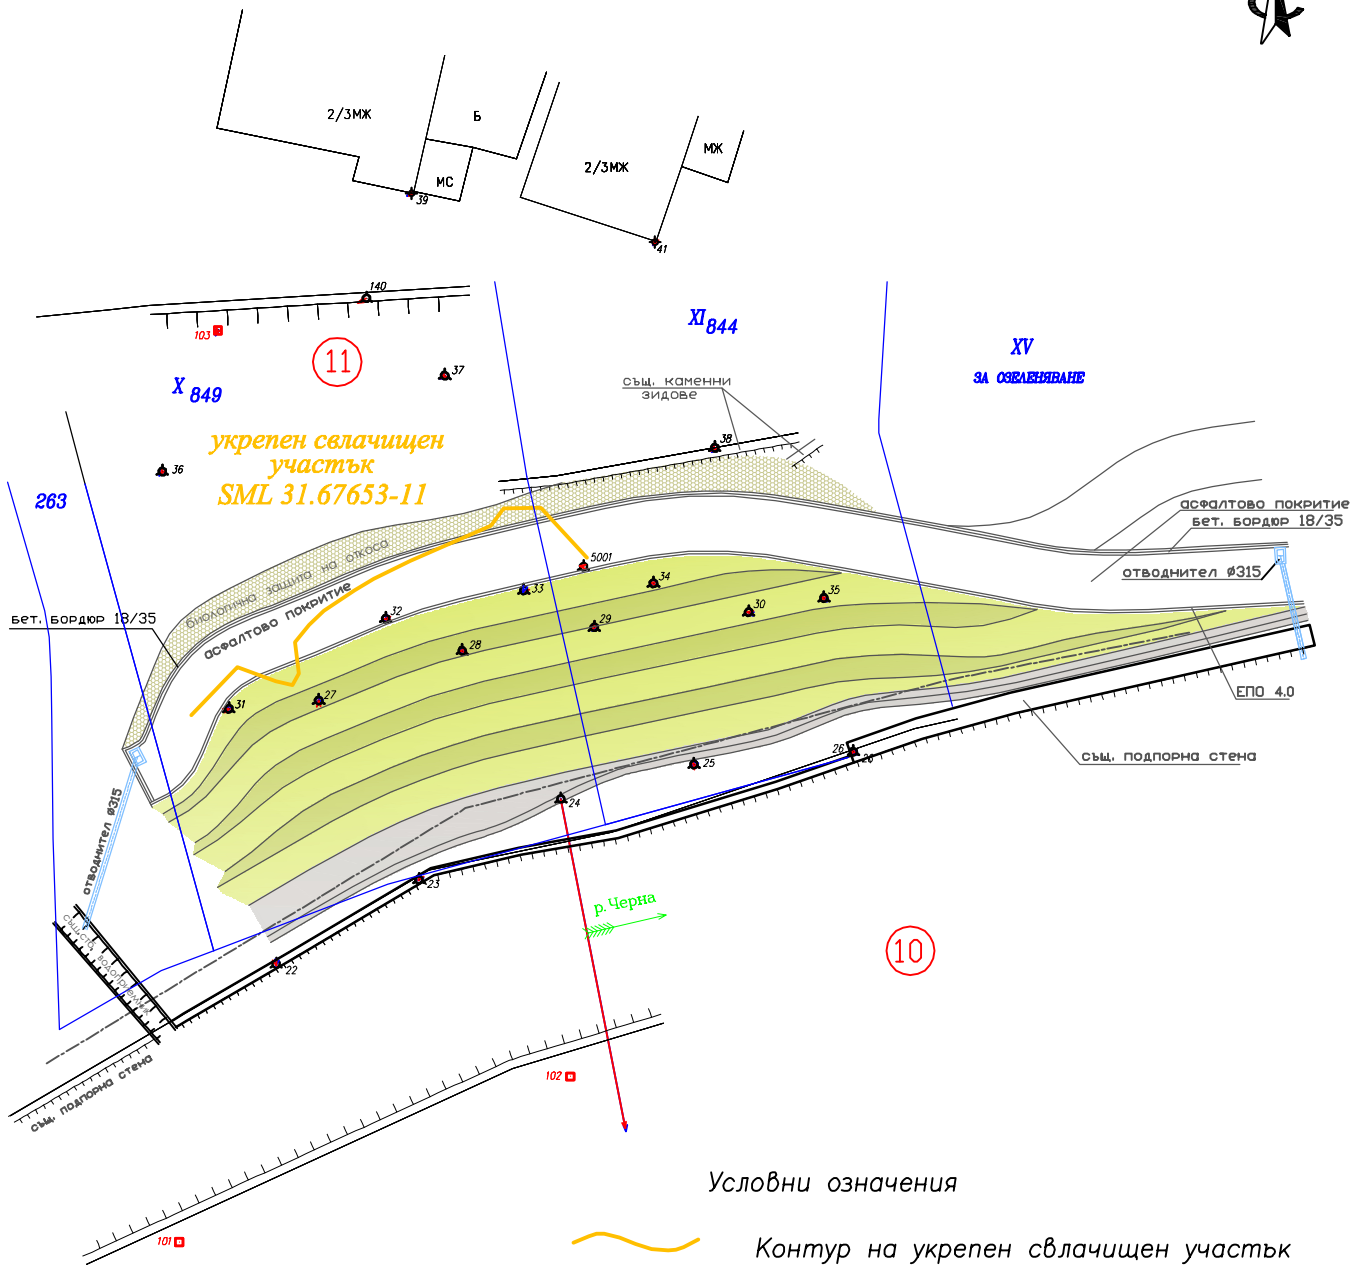 2/3МЖ
Б
МС
39
2/3МЖ
МЖ
41
140
103
11
37
X 849
XI 844
XV
ЗА ОЗЕЛЕНЯВАНЕ
същ. каменни
зидове
38
укрепен свлачищен
участък
SML 31.67653-11
36
263
асфалтово покритие
бет. бордюр 18/35
отводнител Ø315
биологична защита на откоса
асфалтово покритие
бет. бордюр 18/35
5001
33
34
35
32
30
29
28
27
31
ЕПО 4.0
същ. подпорна стена
26
26
25
24
23
22
отводнител Ø315
същ.ст. водоприемник
същ. подпорна стена
р. Черна
10
102
101
Условни означения
Контур на укрепен свлачищен участък